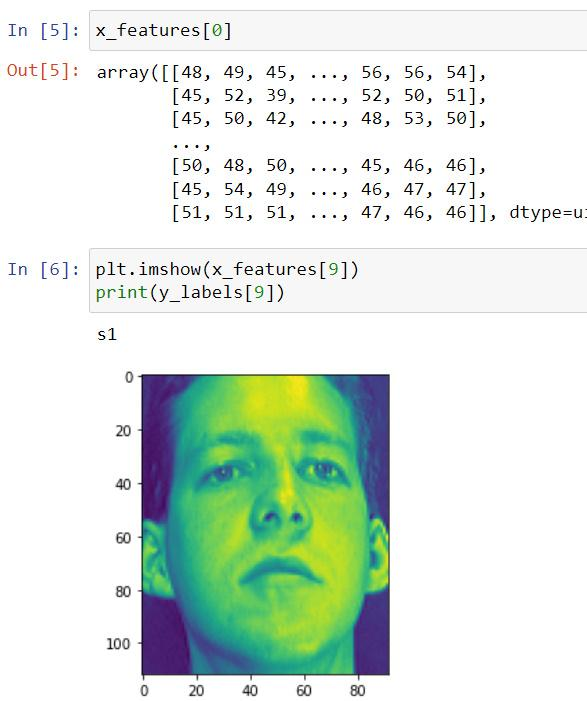 In [5]: x_features[0]
Out[5]: array([[48, 49, 45, ..., 56, 56, 54],
[45, 52, 39, ..., 52, 50, 51],
[45, 50, 42, ..., 48, 53, 50],
...,
[50, 48, 50, ..., 45, 46, 46],
[45, 54, 49, ..., 46, 47, 47],
[51, 51, 51, ..., 47, 46, 46]], dtype=ui
In [6]: plt.imshow(x_features[9])
print(y_labels[9])
s1
0
20
40
60
80
100
0 20 40 60 80